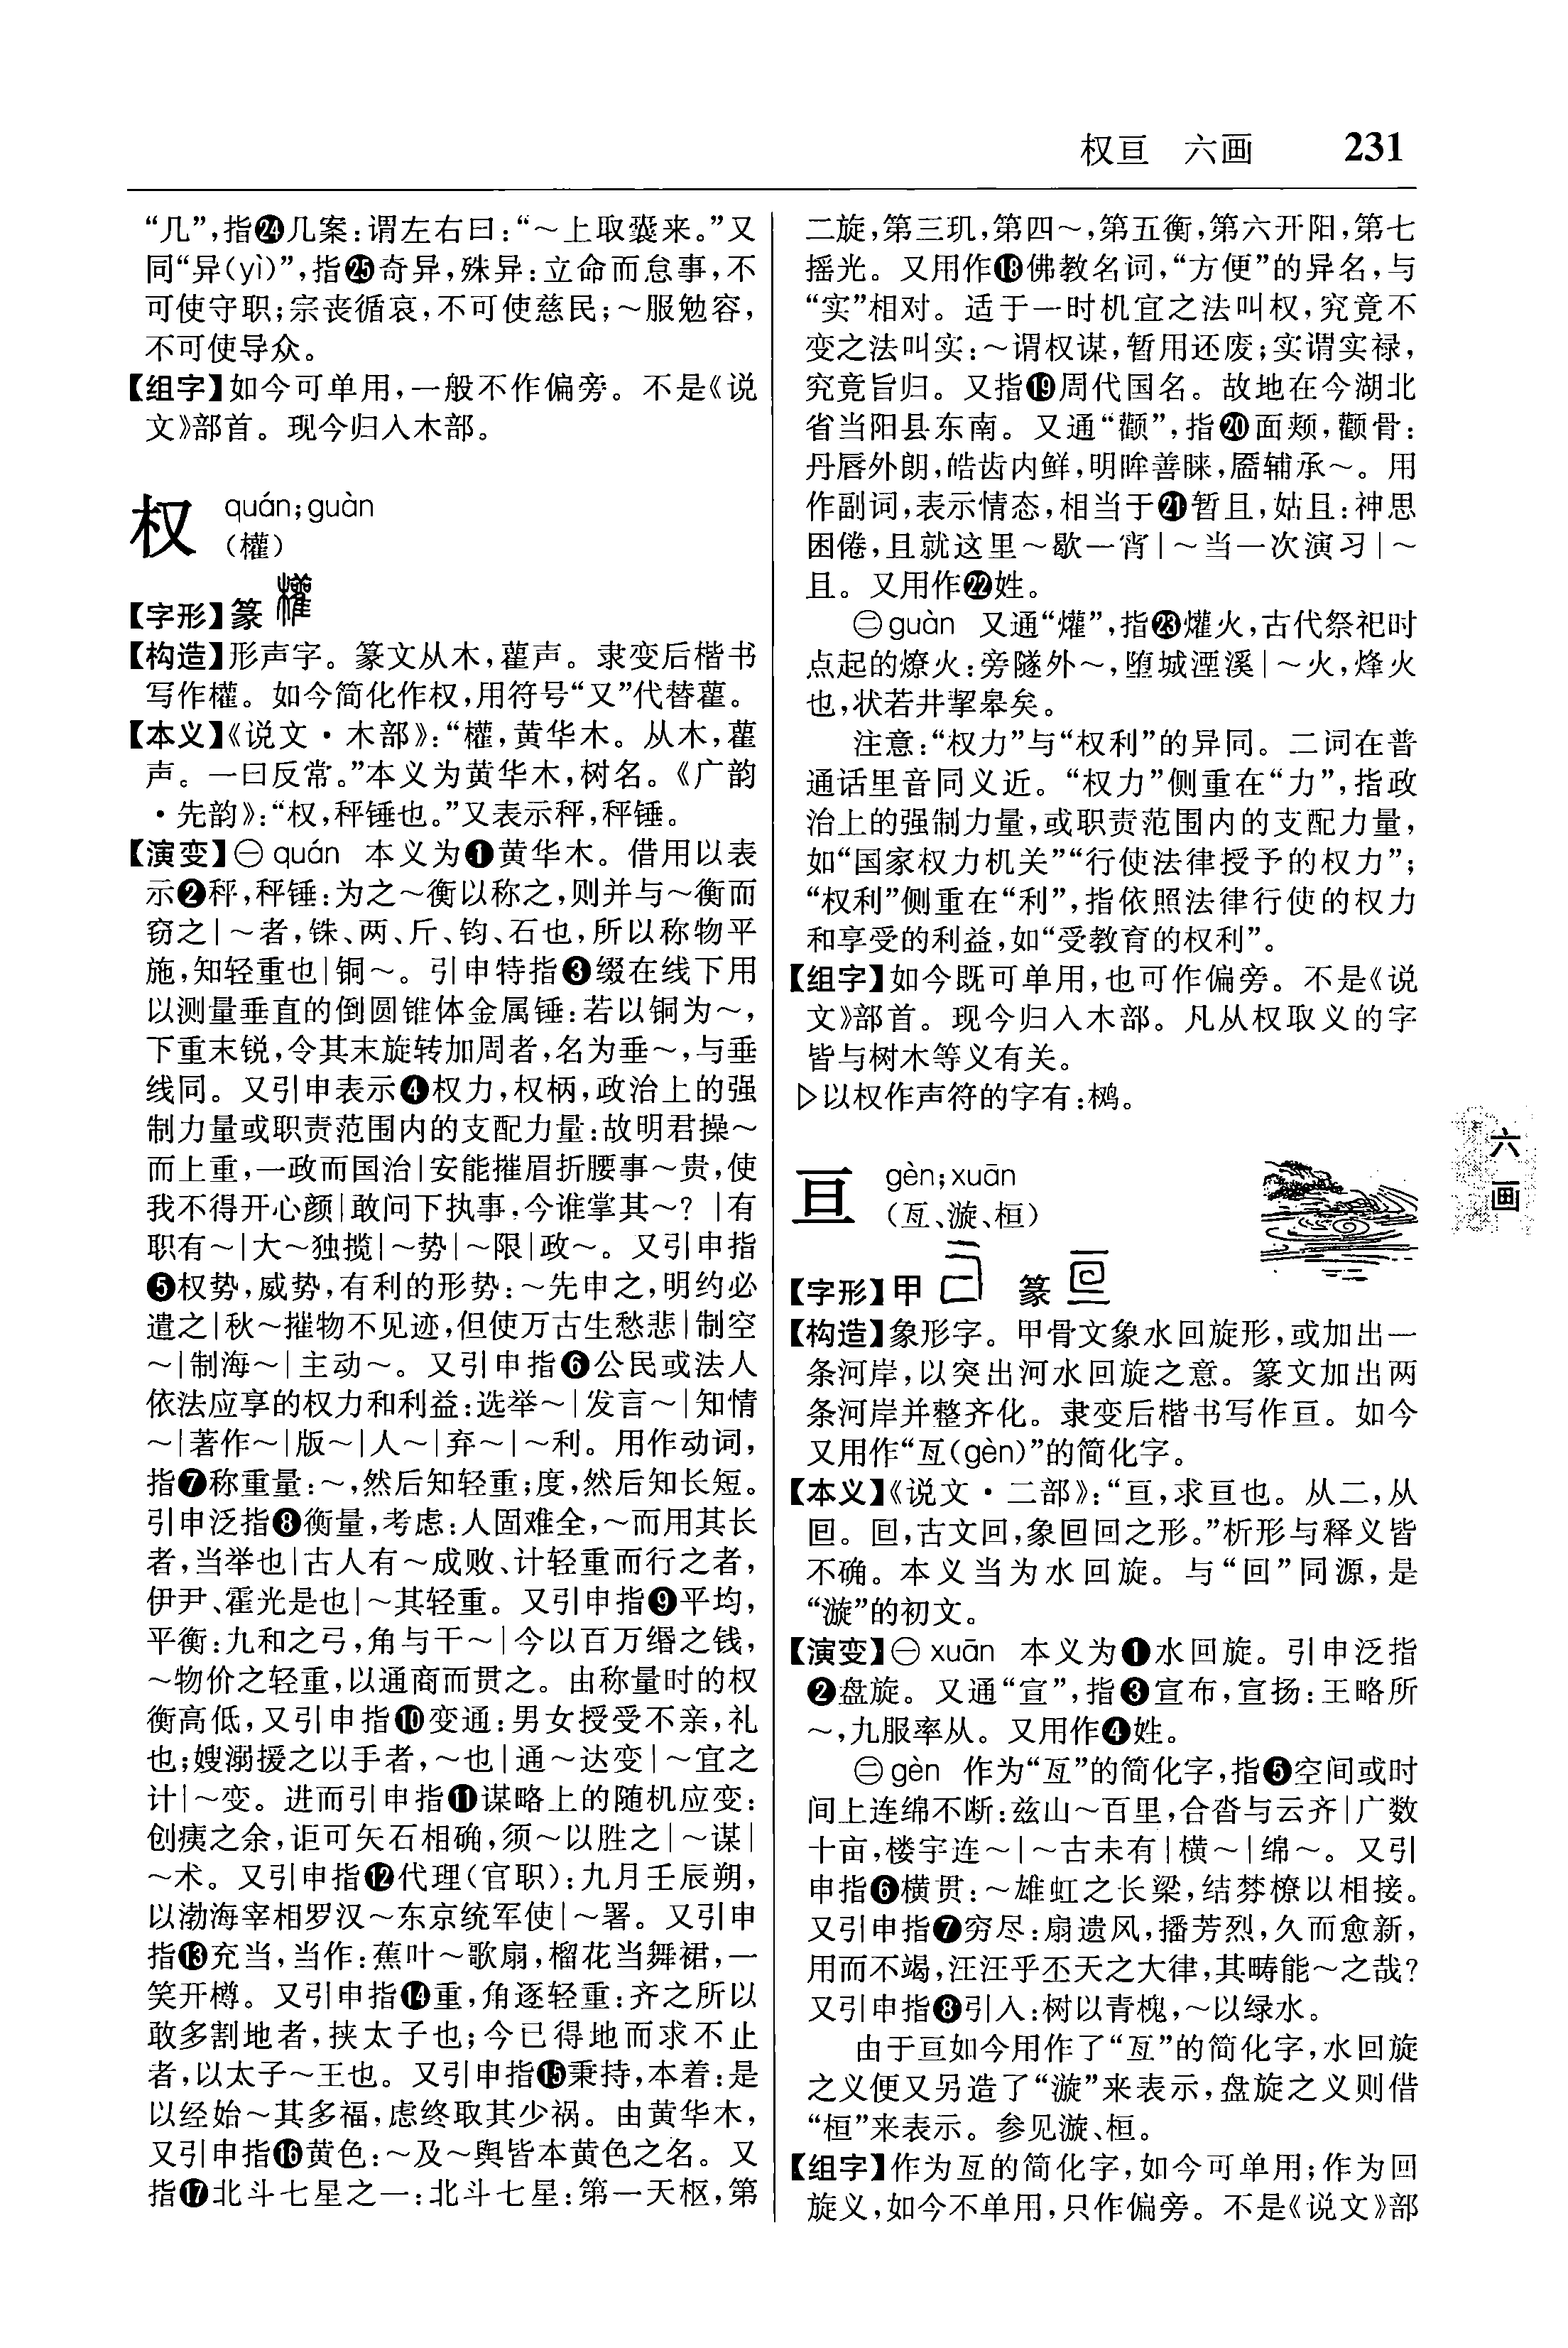 权亘 六画 231
“几”,指㉔几案:谓左右曰:“～上取囊来。”又
同“异(yì)”,指㉕奇异,殊异:立命而怠事,不
可使守职;宗丧循哀,不可使慈民;～服勉容,
不可使导众。
【组字】如今可单用,一般不作偏旁。不是《说
文》部首。现今归入木部。
权 quán;guàn
(權)
【字形】篆
【构造】形声字。篆文从木,雚声。隶变后楷书
写作權。如今简化作权,用符号“又”代替雚。
【本义】《说文·木部》:“權,黄华木。从木,雚
声。一曰反常。”本义为黄华木,树名。《广韵
·先韵》:“权,秤锤也。”又表示秤,秤锤。
【演变】㊀quán 本义为❶黄华木。借用以表
示❷秤,秤锤:为之～衡以称之,则并与～衡而
窃之|～者,铢、两、斤、钧、石也,所以称物平
施,知轻重也|铜～。引申特指❸缀在线下用
以测量垂直的倒圆锥体金属锤:若以铜为～,
下重末锐,令其末旋转加周者,名为垂～,与垂
线同。又引申表示❹权力,权柄,政治上的强
制力量或职责范围内的支配力量:故明君操～
而上重,一政而国治|安能摧眉折腰事～贵,使
我不得开心颜|敢问下执事,今谁掌其～?|有
职有～|大～独揽|～势|～限|政～。又引申指
❺权势,威势,有利的形势:～先申之,明约必
遣之|秋～摧物不见迹,但使万古生愁悲|制空
～|制海～|主动～。又引申指❻公民或法人
依法应享的权力和利益:选举～|发言～|知情
～|著作～|版～|人～|弃～|～利。用作动词,
指❼称重量:～,然后知轻重;度,然后知长短。
引申泛指❽衡量,考虑:人固难全,～而用其长
者,当举也|古人有～成败、计轻重而行之者,
伊尹、霍光是也|～其轻重。又引申指❾平均,
平衡:九和之弓,角与干～|今以百万缗之钱,
～物价之轻重,以通商而贯之。由称量时的权
衡高低,又引申指❿变通:男女授受不亲,礼
也;嫂溺援之以手者,～也|通～达变|～宜之
计|～变。进而引申指⓫谋略上的随机应变:
创痍之余,讵可矢石相确,须～以胜之|～谋|
～术。又引申指⓬代理(官职):九月壬辰朔,
以渤海宰相罗汉～东京统军使|～署。又引申
指⓭充当,当作:蕉叶～歌扇,榴花当舞裙,一
笑开樽。又引申指⓮重,角逐轻重:齐之所以
敢多割地者,挟太子也;今已得地而求不止
者,以太子～王也。又引申指⓯秉持,本着:是
以经始～其多福,虑终取其少祸。由黄华木,
又引申指⓰黄色:～及～舆皆本黄色之名。又
指⓱北斗七星之一:北斗七星:第一天枢,第
二旋,第三玑,第四～,第五衡,第六开阳,第七
摇光。又用作⓲佛教名词,“方便”的异名,与
“实”相对。适于一时机宜之法叫权,究竟不
变之法叫实:～谓权谋,暂用还废;实谓实禄,
究竟旨归。又指⓳周代国名。故地在今湖北
省当阳县东南。又通“颧”,指⓴面颊,颧骨:
丹唇外朗,皓齿内鲜,明眸善睐,靥辅承～。用
作副词,表示情态,相当于㉑暂且,姑且:神思
困倦,且就这里～歇一宵|～当一次演习|～
且。又用作㉒姓。
㊁guàn 又通“爟”,指㉓爟火,古代祭祀时
点起的燎火:旁隧外～,堕城湮溪|～火,烽火
也,状若井挈皋矣。
注意:“权力”与“权利”的异同。二词在普
通话里音同义近。“权力”侧重在“力”,指政
治上的强制力量,或职责范围内的支配力量,
如“国家权力机关”“行使法律授予的权力”;
“权利”侧重在“利”,指依照法律行使的权力
和享受的利益,如“受教育的权利”。
【组字】如今既可单用,也可作偏旁。不是《说
文》部首。现今归入木部。凡从权取义的字
皆与树木等义有关。
▷以权作声符的字有:䴉。
亘 gèn;xuān
(亙、漩、桓)
【字形】甲 篆
【构造】象形字。甲骨文象水回旋形,或加出一
条河岸,以突出河水回旋之意。篆文加出两
条河岸并整齐化。隶变后楷书写作亘。如今
又用作“亙(gèn)”的简化字。
【本义】《说文·二部》:“亘,求亘也。从二,从
囘。囘,古文回,象囘回之形。”析形与释义皆
不确。本义当为水回旋。与“回”同源,是
“漩”的初文。
【演变】㊀xuān 本义为❶水回旋。引申泛指
❷盘旋。又通“宣”,指❸宣布,宣扬:王略所
～,九服率从。又用作❹姓。
㊁gèn 作为“亙”的简化字,指❺空间或时
间上连绵不断:兹山～百里,合沓与云齐|广数
十亩,楼宇连～|～古未有|横～|绵～。又引
申指❻横贯:～雄虹之长梁,结棼橑以相接。
又引申指❼穷尽:扇遗风,播芳烈,久而愈新,
用而不竭,汪汪乎丕天之大律,其畴能～之哉?
又引申指❽引入:树以青槐,～以绿水。
由于亘如今用作了“亙”的简化字,水回旋
之义便又另造了“漩”来表示,盘旋之义则借
“桓”来表示。参见漩、桓。
【组字】作为亙的简化字,如今可单用;作为回
旋义,如今不单用,只作偏旁。不是《说文》部
六
画